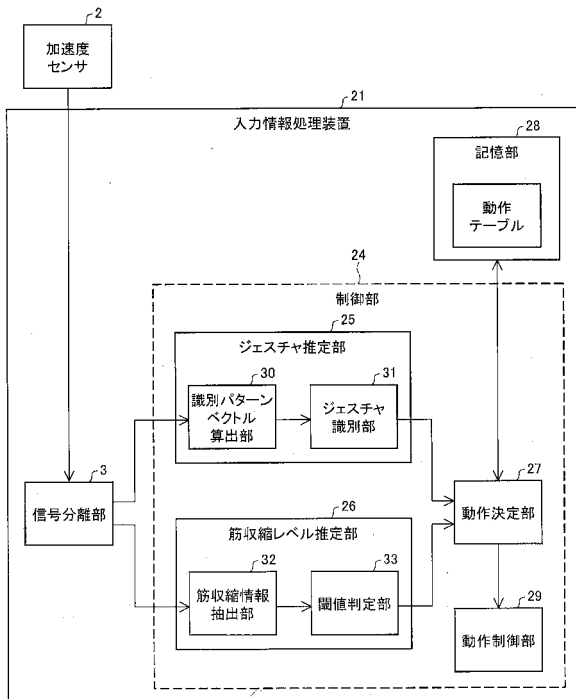 2
加速度
センサ
21
入力情報処理装置
28
記憶部
動作
テーブル
24
制御部
25
ジェスチャ推定部
30
識別パターン
ベクトル
算出部
31
ジェスチャ
識別部
3
信号分離部
27
動作決定部
26
筋収縮レベル推定部
32
筋収縮情報
抽出部
33
閾値判定部
29
動作制御部